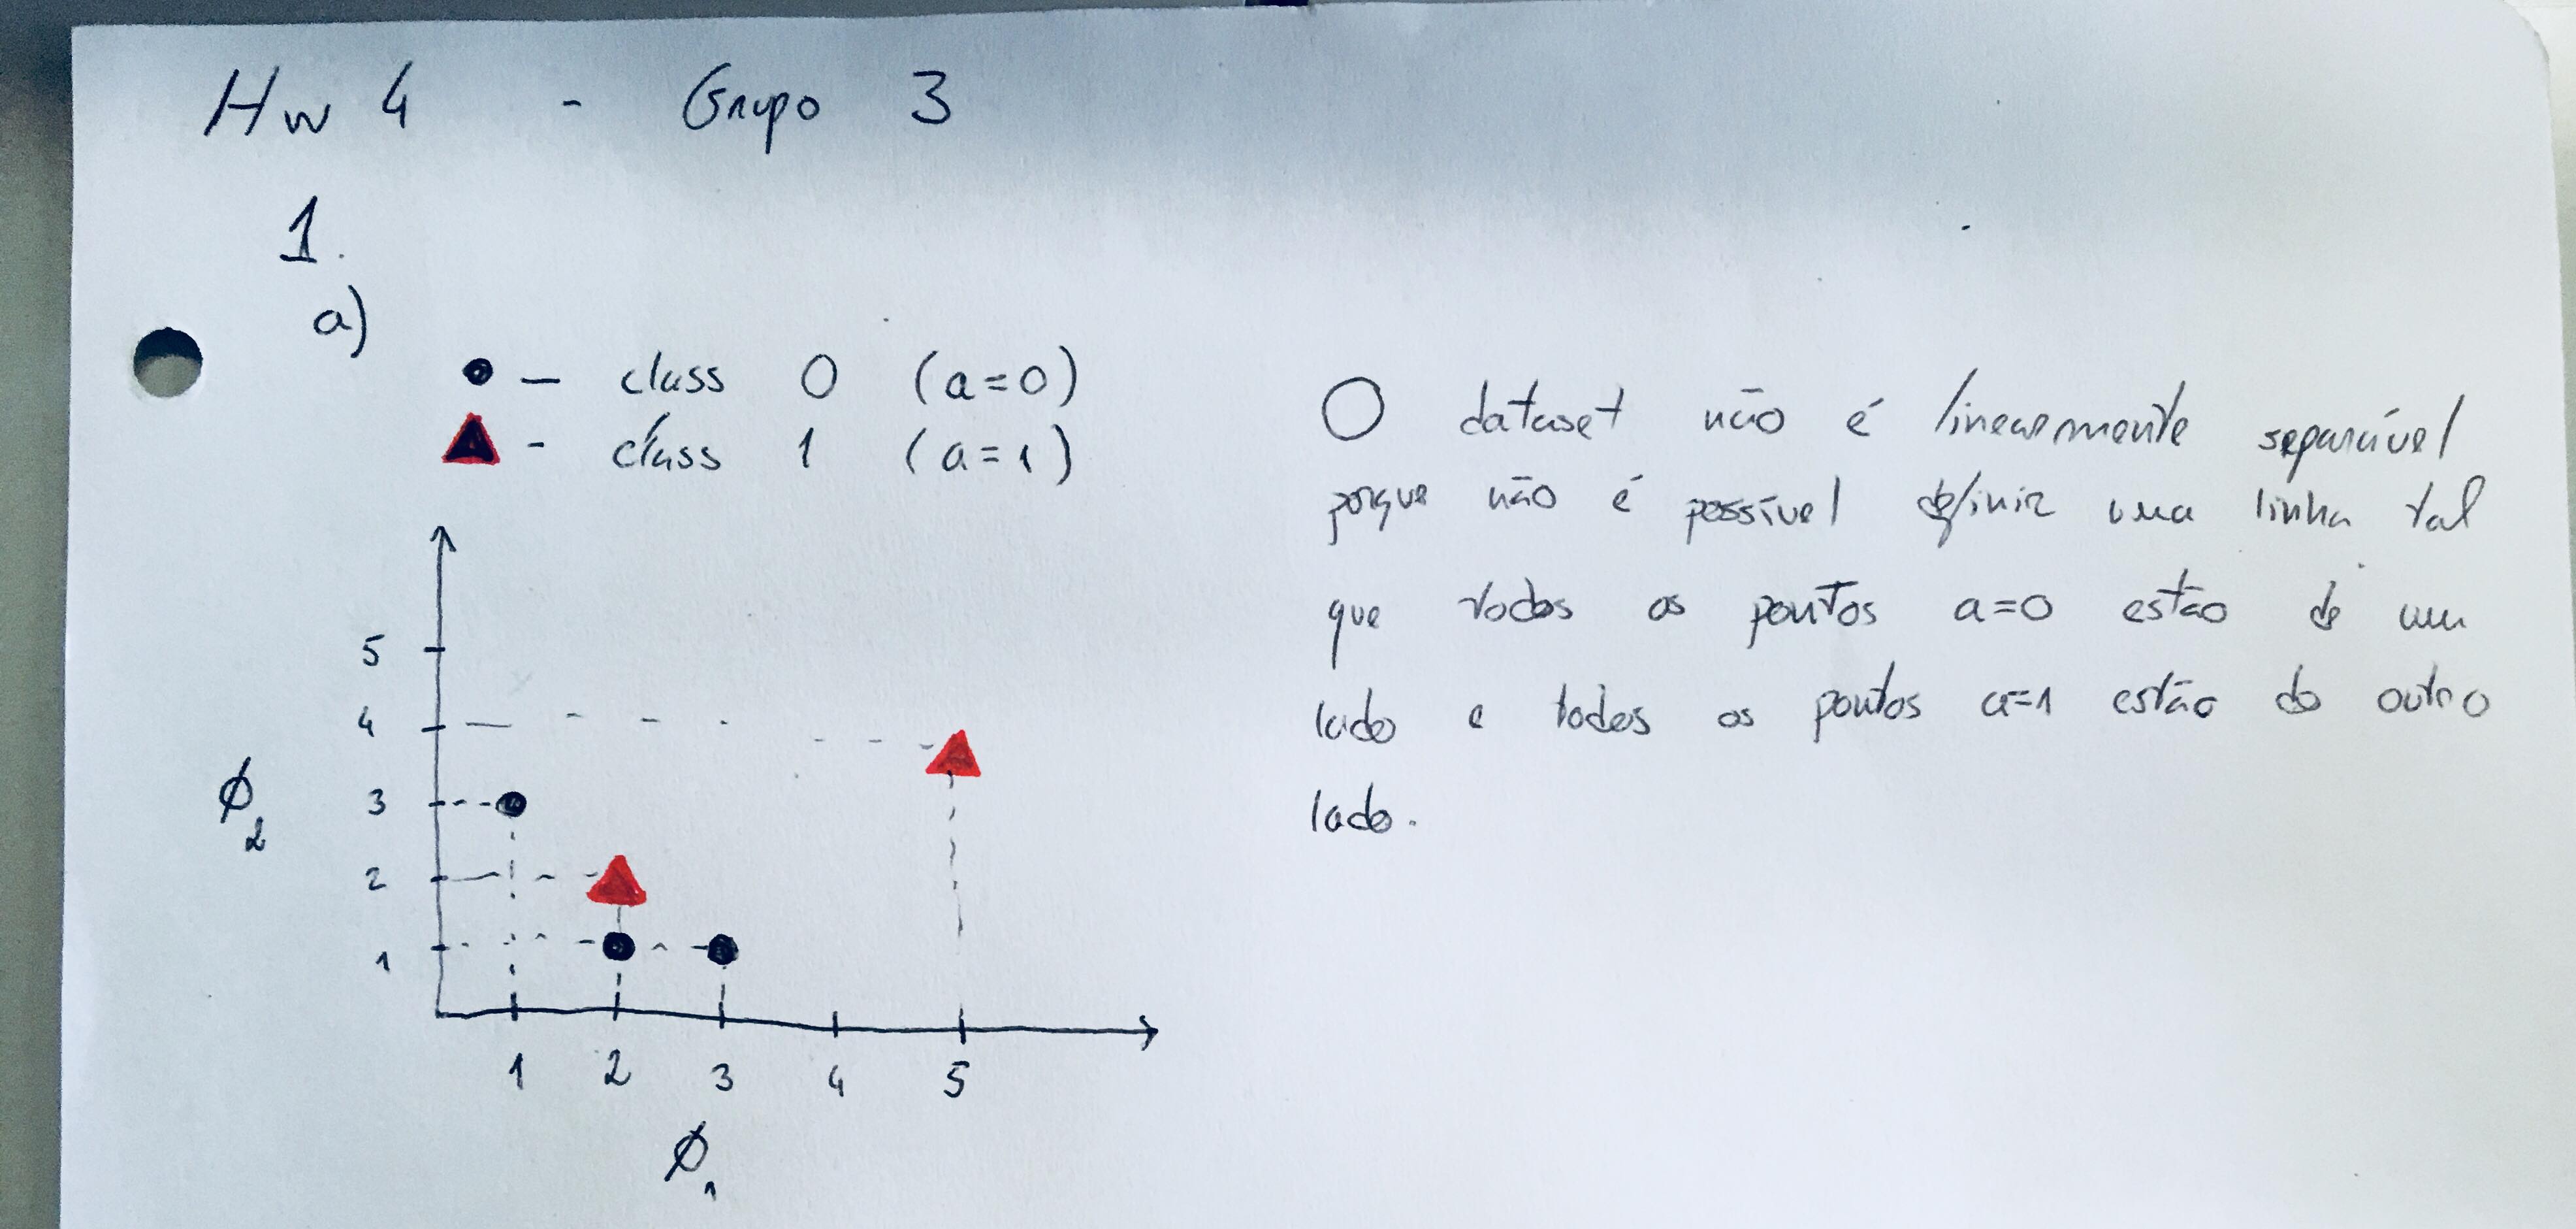 Hw 4 - Grupo 3
1.
a)
● - class 0 (a=0)
▲ - class 1 (a=1)
5
4
3
2
1
ϕ2
1 2 3 4 5
ϕ1
O dataset não é linearmente separável
porque não é possível definir uma linha tal
que todos os pontos a=0 estão de um
lado e todos os pontos a=1 estão do outro
lado.